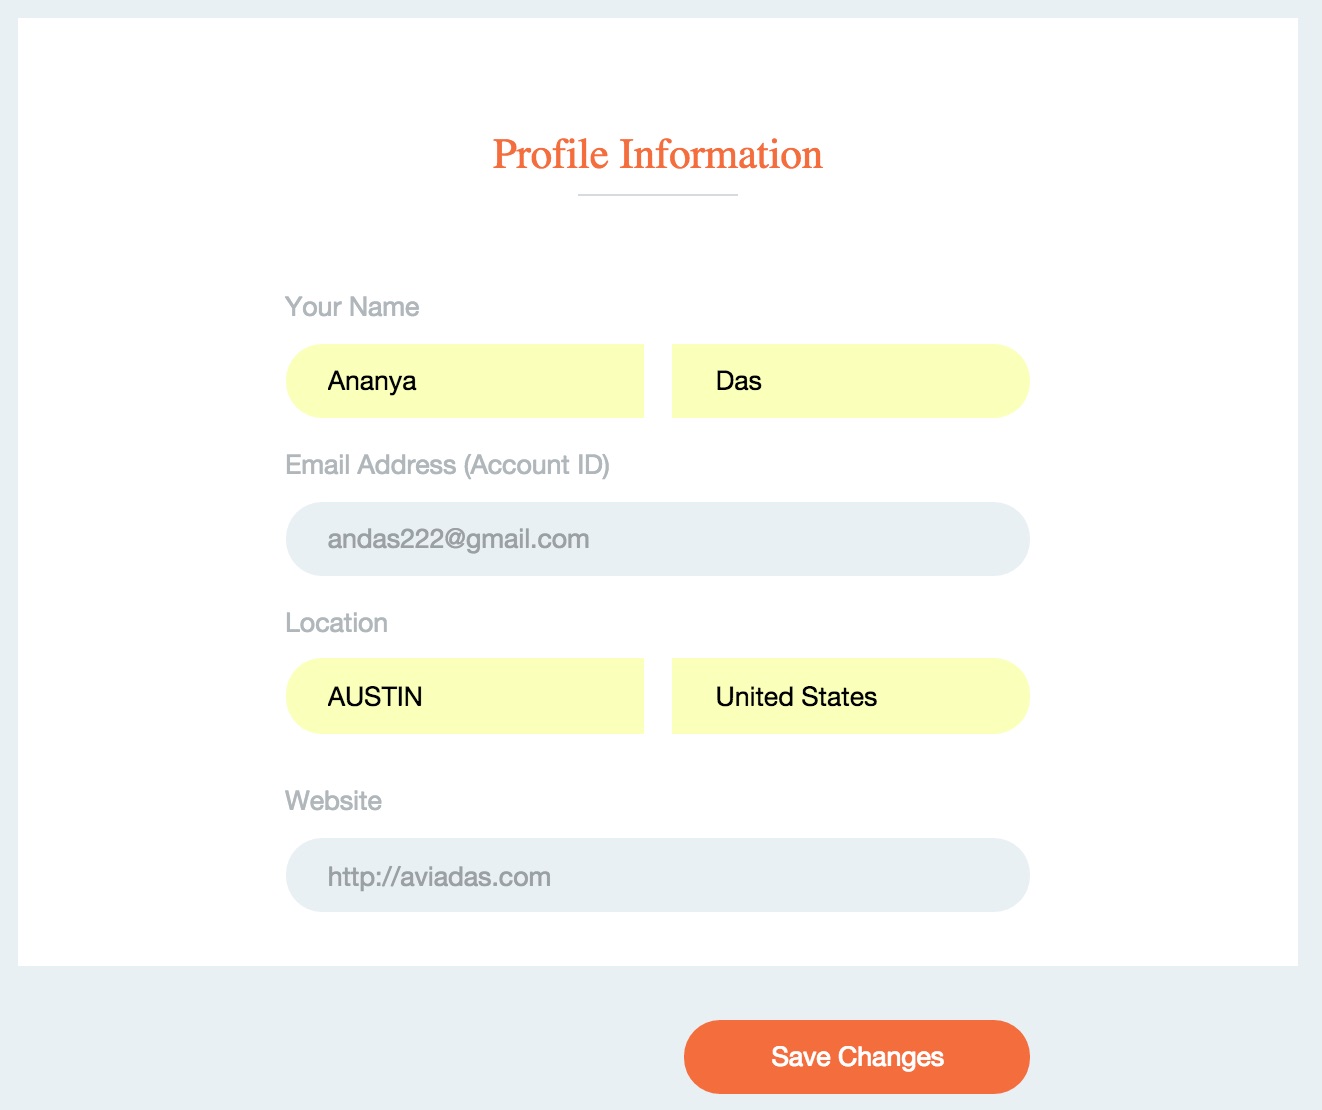 Profile Information
Your Name
Ananya Das
Email Address (Account ID)
andas222@gmail.com
Location
AUSTIN United States
Website
http://aviadas.com
Save Changes